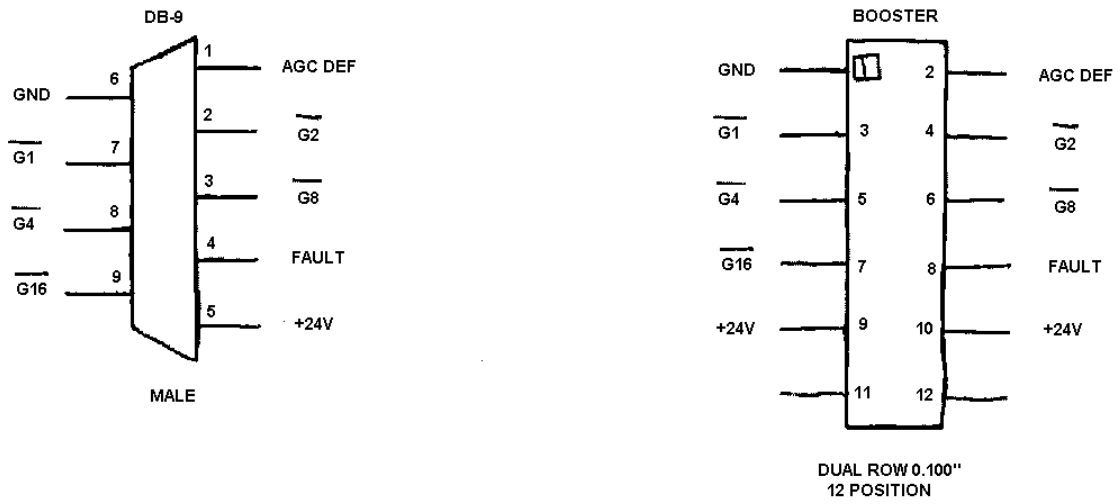 DB-9
1
AGC DEF
6
GND
2
G2
7
G1
3
G8
8
G4
4
FAULT
9
G16
5
+24V
MALE
BOOSTER
GND
1
2
AGC DEF
G1
3
4
G2
G4
5
6
G8
G16
7
8
FAULT
+24V
9
10
+24V
11
12
DUAL ROW 0.100"
12 POSITION